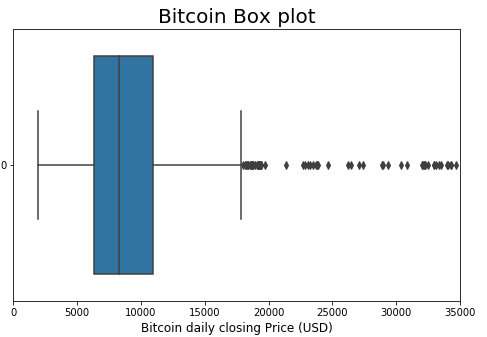 Bitcoin Box plot
0
0 5000 10000 15000 20000 25000 30000 35000
Bitcoin daily closing Price (USD)